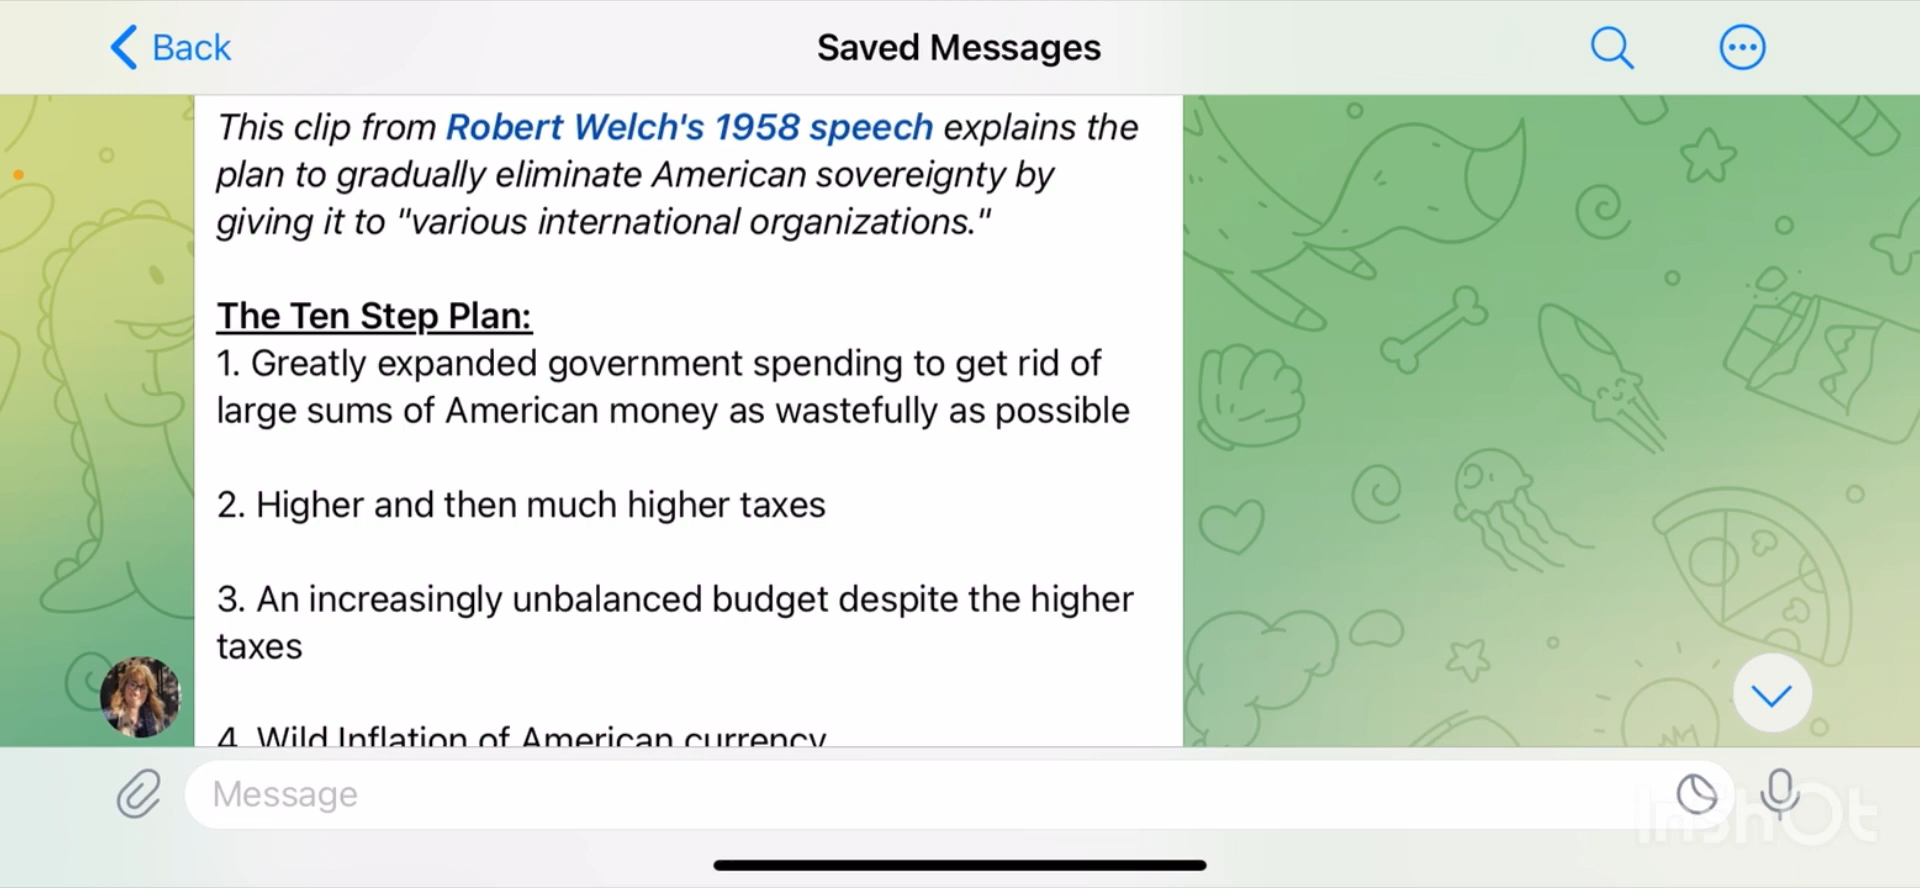 Back
Saved Messages
This clip from Robert Welch's 1958 speech explains the
plan to gradually eliminate American sovereignty by
giving it to "various international organizations."
The Ten Step Plan:
1. Greatly expanded government spending to get rid of
large sums of American money as wastefully as possible
2. Higher and then much higher taxes
3. An increasingly unbalanced budget despite the higher
taxes
4. Wild Inflation of American currency
Message
InShOt